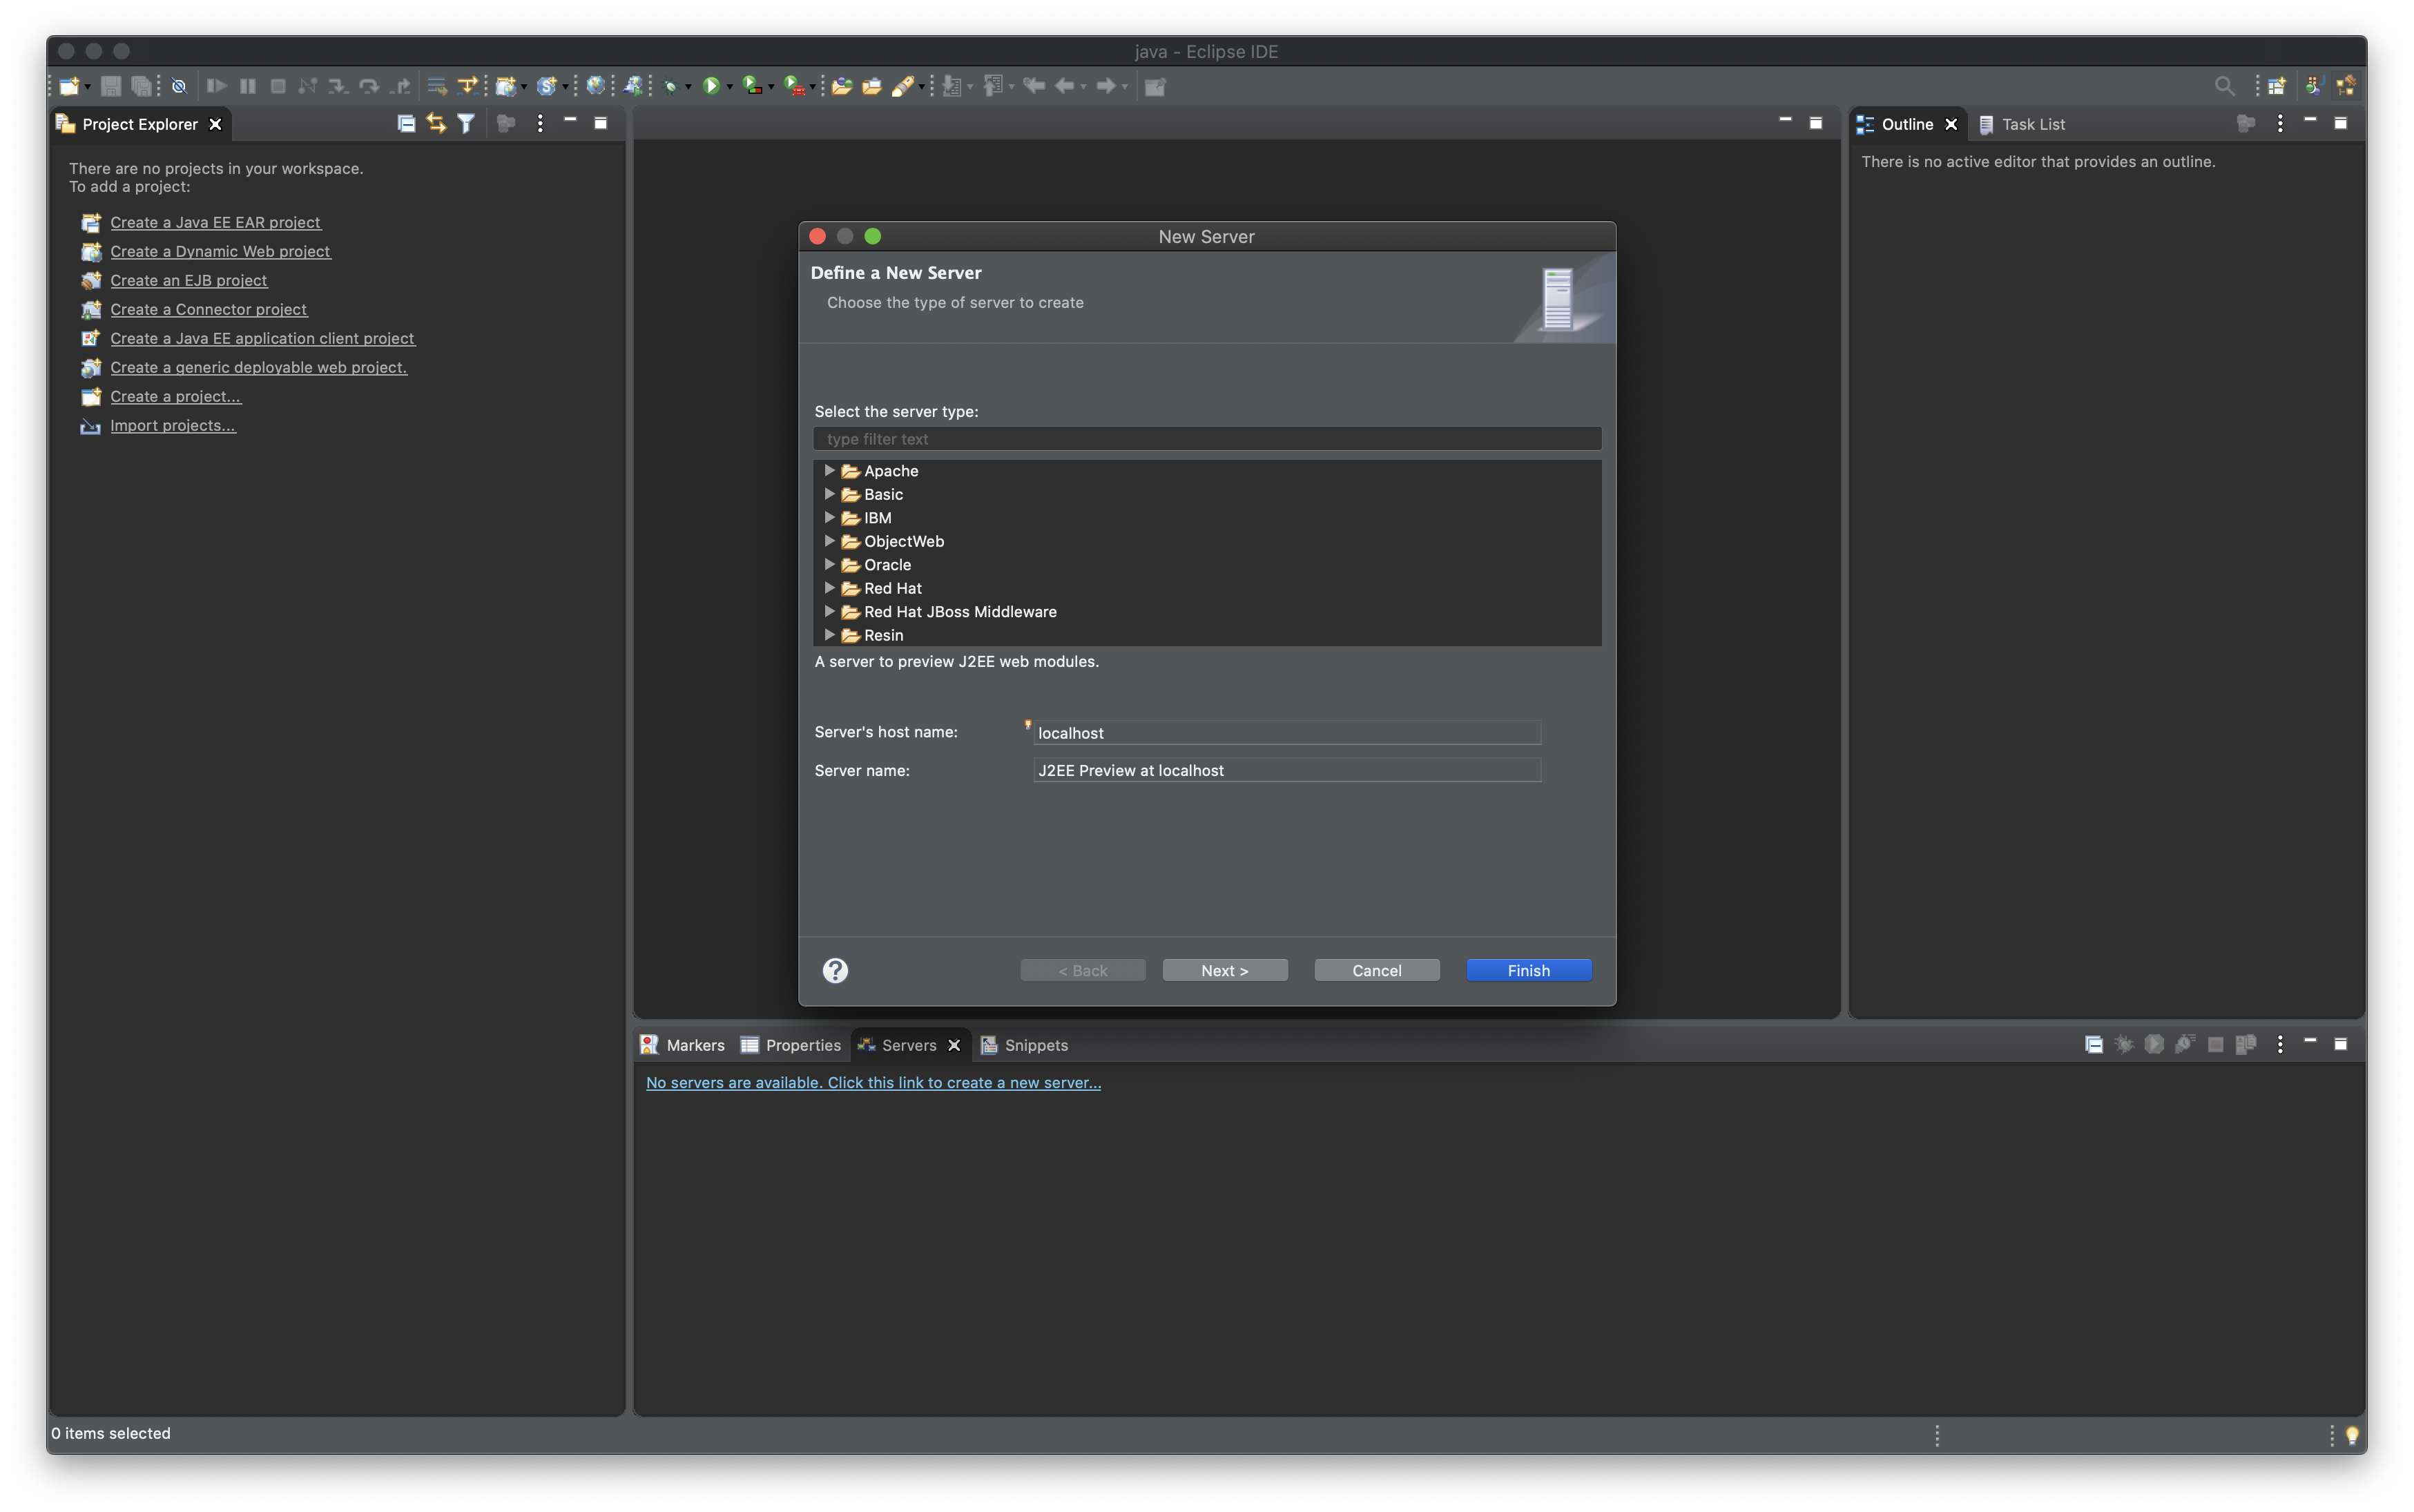 java - Eclipse IDE
Project Explorer
There are no projects in your workspace.
To add a project:
Create a Java EE EAR project
Create a Dynamic Web project
Create an EJB project
Create a Connector project
Create a Java EE application client project
Create a generic deployable web project.
Create a project...
Import projects...
Outline
Task List
There is no active editor that provides an outline.
New Server
Define a New Server
Choose the type of server to create
Select the server type:
type filter text
Apache
Basic
IBM
ObjectWeb
Oracle
Red Hat
Red Hat JBoss Middleware
Resin
A server to preview J2EE web modules.
Server's host name:
localhost
Server name:
J2EE Preview at localhost
?
< Back
Next >
Cancel
Finish
Markers
Properties
Servers
Snippets
No servers are available. Click this link to create a new server...
0 items selected